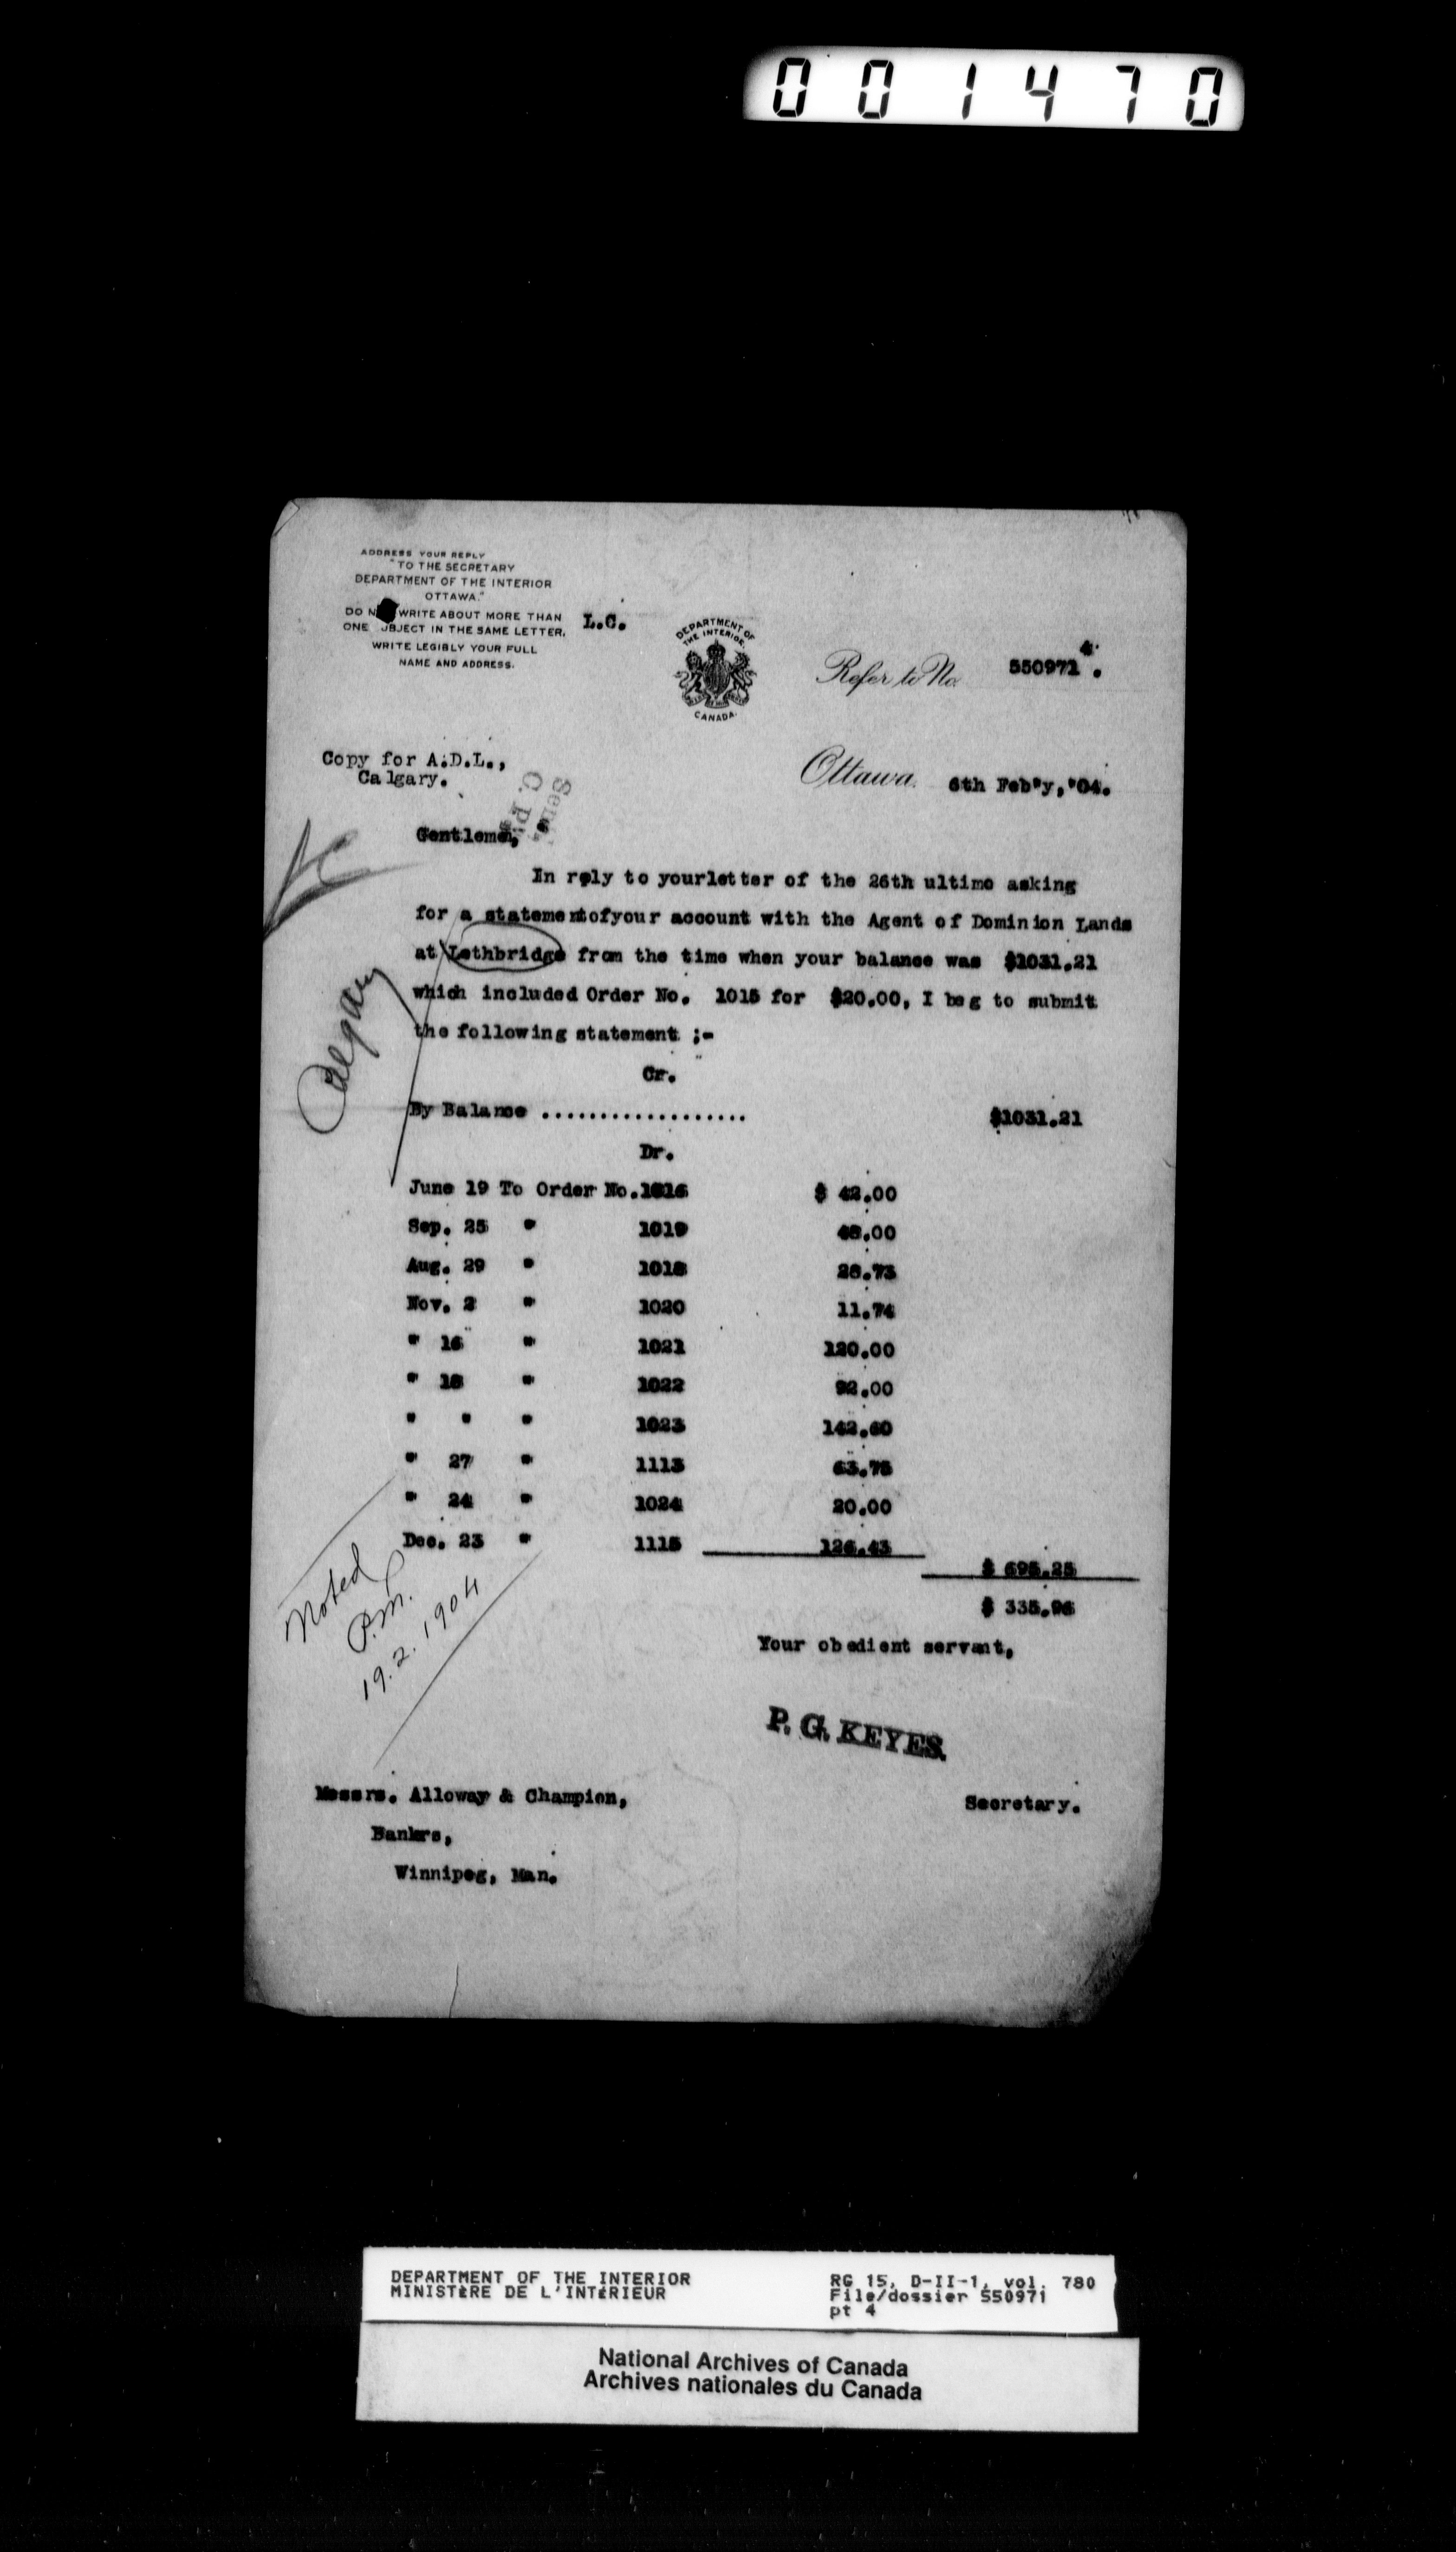 001470
ADDRESS YOUR REPLY
"TO THE SECRETARY
DEPARTMENT OF THE INTERIOR
OTTAWA."
DO N WRITE ABOUT MORE THAN
ONE UBJECT IN THE SAME LETTER.
WRITE LEGIBLY YOUR FULL
NAME AND ADDRESS.
L.C.
DEPARTMENT OF
THE INTERIOR
CANADA.
Refer to No. 550971 4.
Copy for A.D.L.,
Calgary.
Ottawa. 6th Feb'y,'04.
Gentlemen,
In reply to yourletter of the 26th ultimo asking
for a statementofyour account with the Agent of Dominion Lands
at Lethbridge from the time when your balance was $1031.21
Calgary
which included Order No. 1015 for $20.00, I beg to submit
the following statement ;-
Cr.
By Balance .................. $1031.21
Dr.
June 19 To Order No.1016 $ 42.00
Sep. 25 " 1019 48.00
Aug. 29 " 1018 28.73
Nov. 2 " 1020 11.74
" 16 " 1021 120.00
" 18 " 1022 92.00
" " " 1023 142.60
" 27 " 1113 63.75
" 24 " 1024 20.00
Dec. 23 " 1115 126.43
$ 695.25
$ 335.96
Noted
P.M.
19.2.1904
Your obedient servant,
P. G. KEYES.
Messrs. Alloway & Champion,
Secretary.
Bankers,
Winnipeg, Man.
DEPARTMENT OF THE INTERIOR
MINISTÈRE DE L'INTÉRIEUR
RG 15, D-II-1, vol. 780
File/dossier 550971
pt 4
National Archives of Canada
Archives nationales du Canada